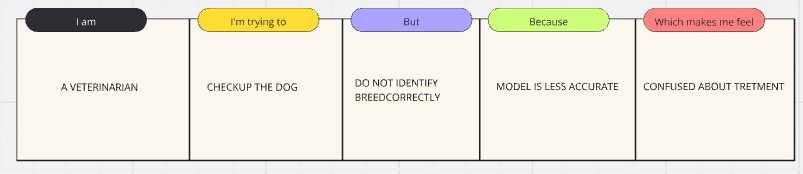 I am
I'm trying to
But
Because
Which makes me feel
A VETERINARIAN
CHECKUP THE DOG
DO NOT IDENTIFY
BREEDCORRECTLY
MODEL IS LESS ACCURATE
CONFUSED ABOUT TRETMENT